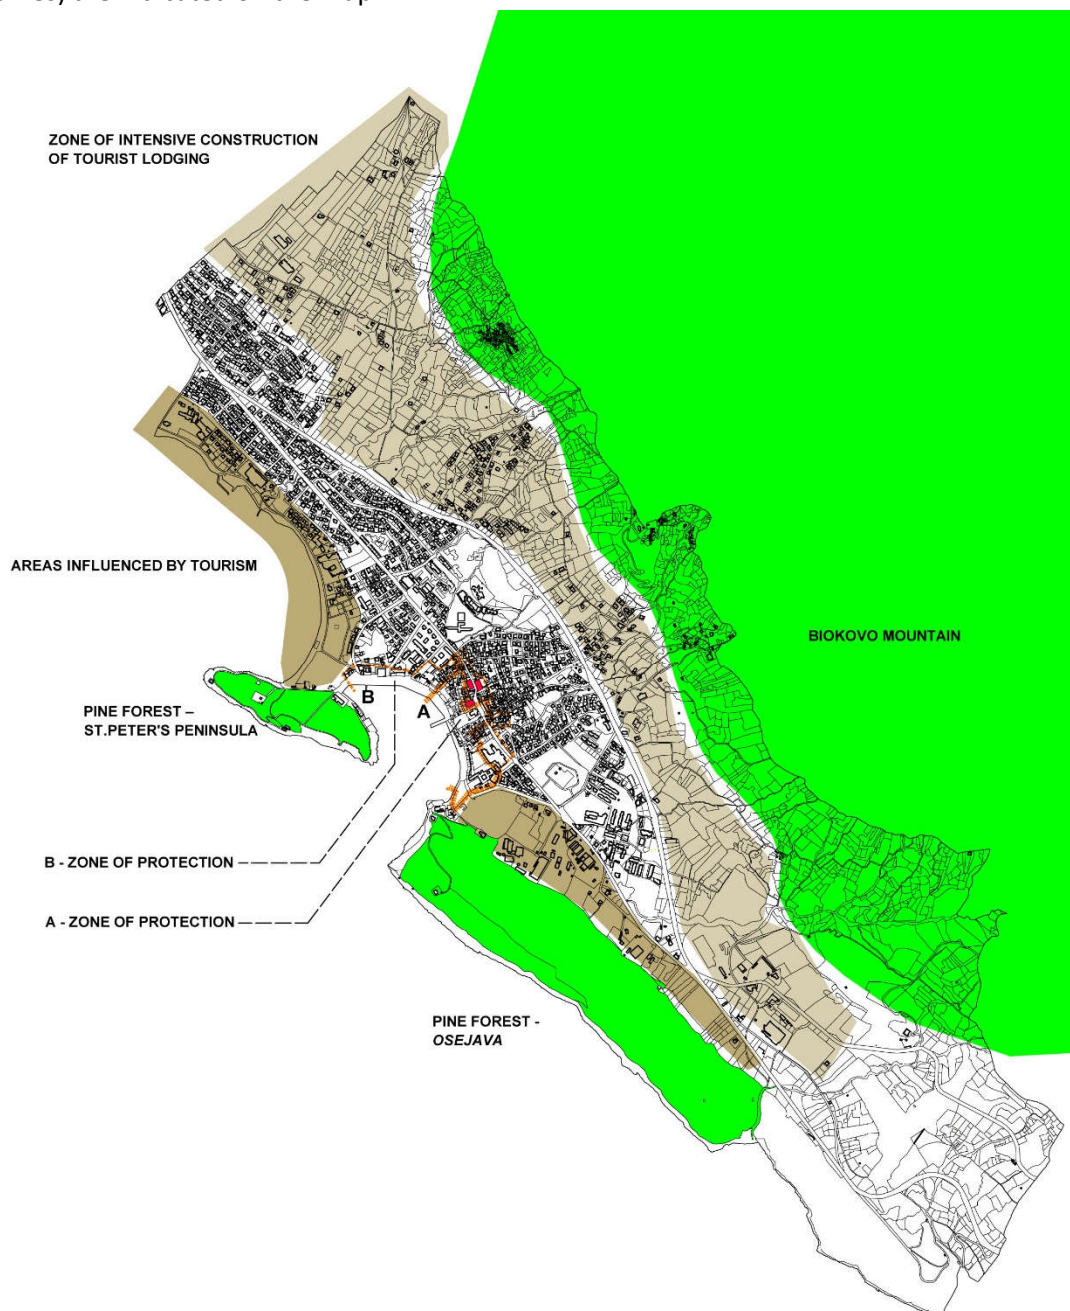 ZONE OF INTENSIVE CONSTRUCTION
OF TOURIST LODGING
AREAS INFLUENCED BY TOURISM
BIOKOVO MOUNTAIN
B
A
PINE FOREST –
ST.PETER'S PENINSULA
B - ZONE OF PROTECTION
A - ZONE OF PROTECTION
PINE FOREST -
OSEJAVA